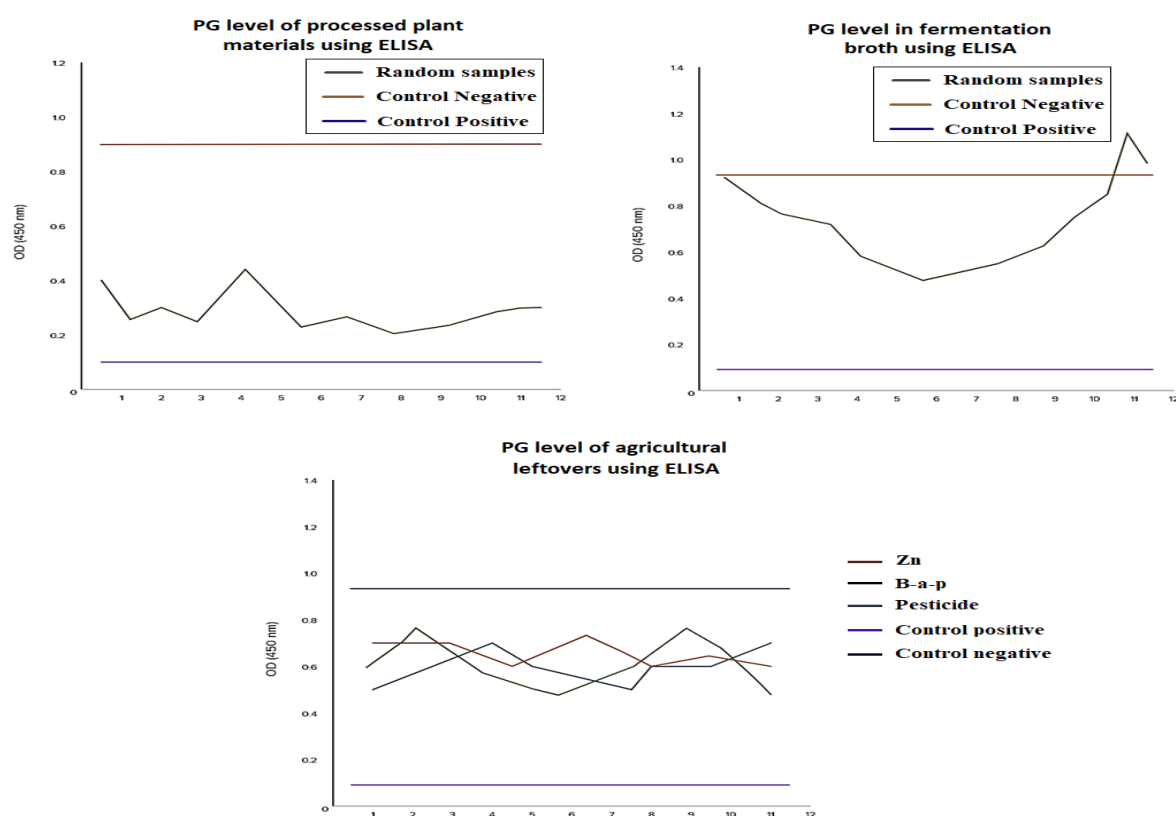 PG level of processed plant
materials using ELISA
1.2
1.0
0.8
0.4
0.2
0
OD (450 nm)
Random samples
Control Negative
Control Positive
1 2 3 4 5 6 7 8 9 10 11 12
PG level in fermentation
broth using ELISA
1.4
1.2
1.0
0.8
0.6
0.4
0.2
0
OD (450 nm)
Random samples
Control Negative
Control Positive
1 2 3 4 5 6 7 8 9 10 11 12
PG level of agricultural
leftovers using ELISA
1.4
1.2
1.0
0.8
0.6
0.4
0.2
0
OD (450 nm)
1 2 3 4 5 6 7 8 9 10 11 12
Zn
B-a-p
Pesticide
Control positive
Control negative